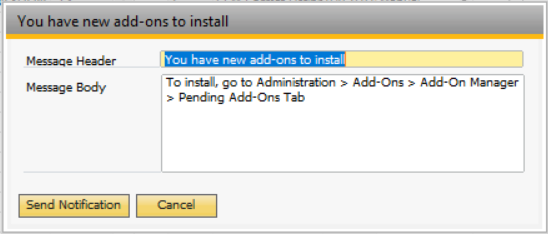 You have new add-ons to install
Message Header You have new add-ons to install
Message Body To install, go to Administration > Add-Ons > Add-On Manager
> Pending Add-Ons Tab
Send Notification Cancel